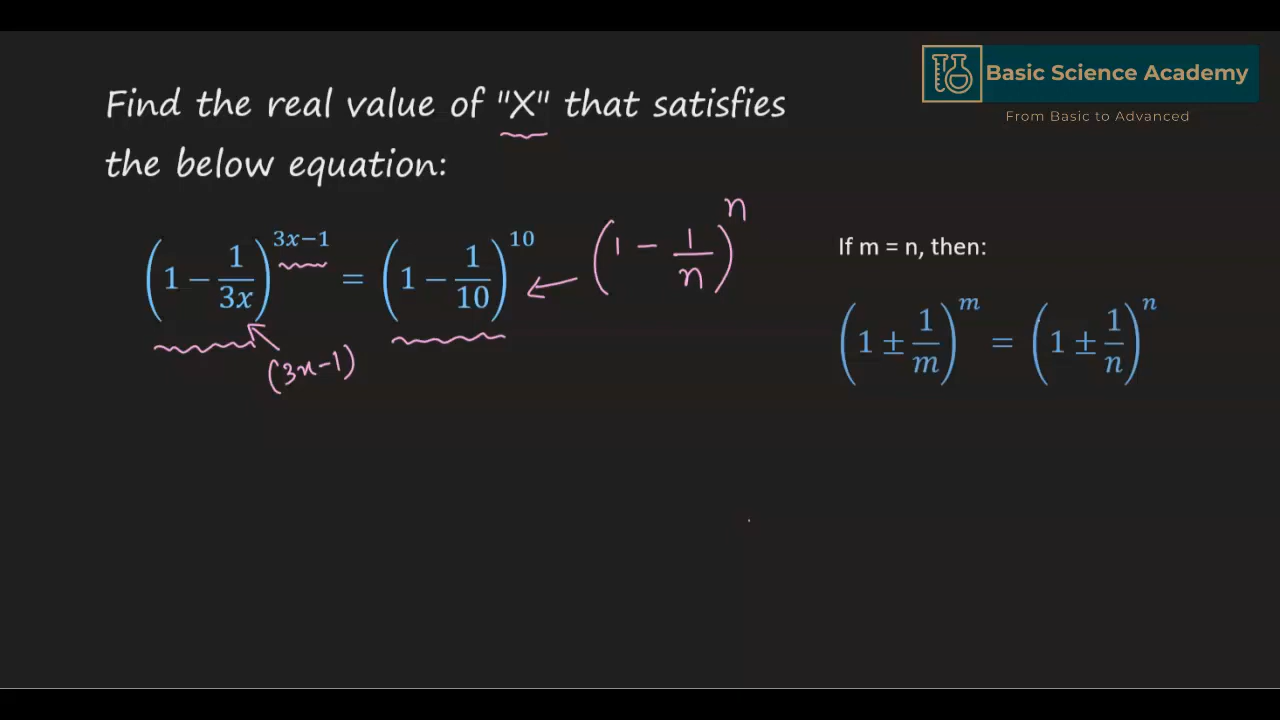 Basic Science Academy
From Basic to Advanced
Find the real value of "X" that satisfies
the below equation:
(1 − 1/3x)^(3x−1) = (1 − 1/10)^10
(1 − 1/n)^n
(3x−1)
If m = n, then:
(1 ± 1/m)^m = (1 ± 1/n)^n